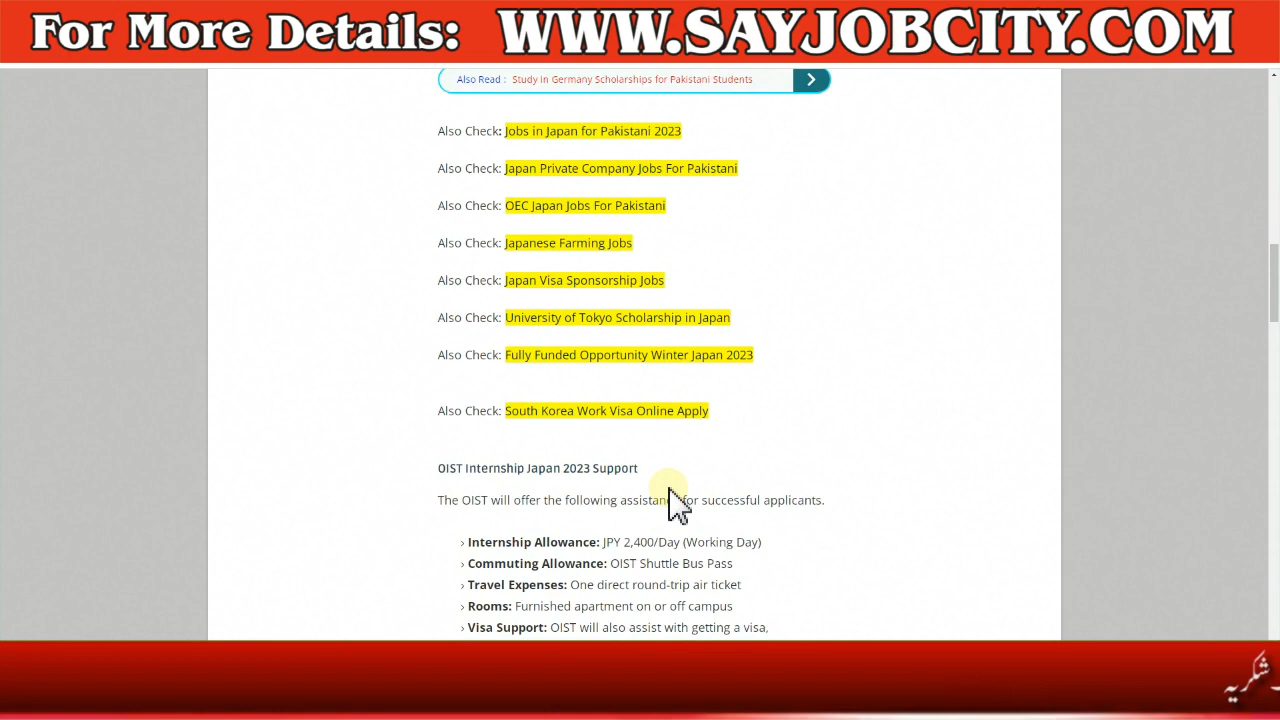 For More Details: WWW.SAYJOBCITY.COM
Also Read : Study in Germany Scholarships for Pakistani Students
Also Check: Jobs in Japan for Pakistani 2023
Also Check: Japan Private Company Jobs For Pakistani
Also Check: OEC Japan Jobs For Pakistani
Also Check: Japanese Farming Jobs
Also Check: Japan Visa Sponsorship Jobs
Also Check: University of Tokyo Scholarship in Japan
Also Check: Fully Funded Opportunity Winter Japan 2023
Also Check: South Korea Work Visa Online Apply
OIST Internship Japan 2023 Support
The OIST will offer the following assistance for successful applicants.
› Internship Allowance: JPY 2,400/Day (Working Day)
› Commuting Allowance: OIST Shuttle Bus Pass
› Travel Expenses: One direct round-trip air ticket
› Rooms: Furnished apartment on or off campus
› Visa Support: OIST will also assist with getting a visa,
شکریہ